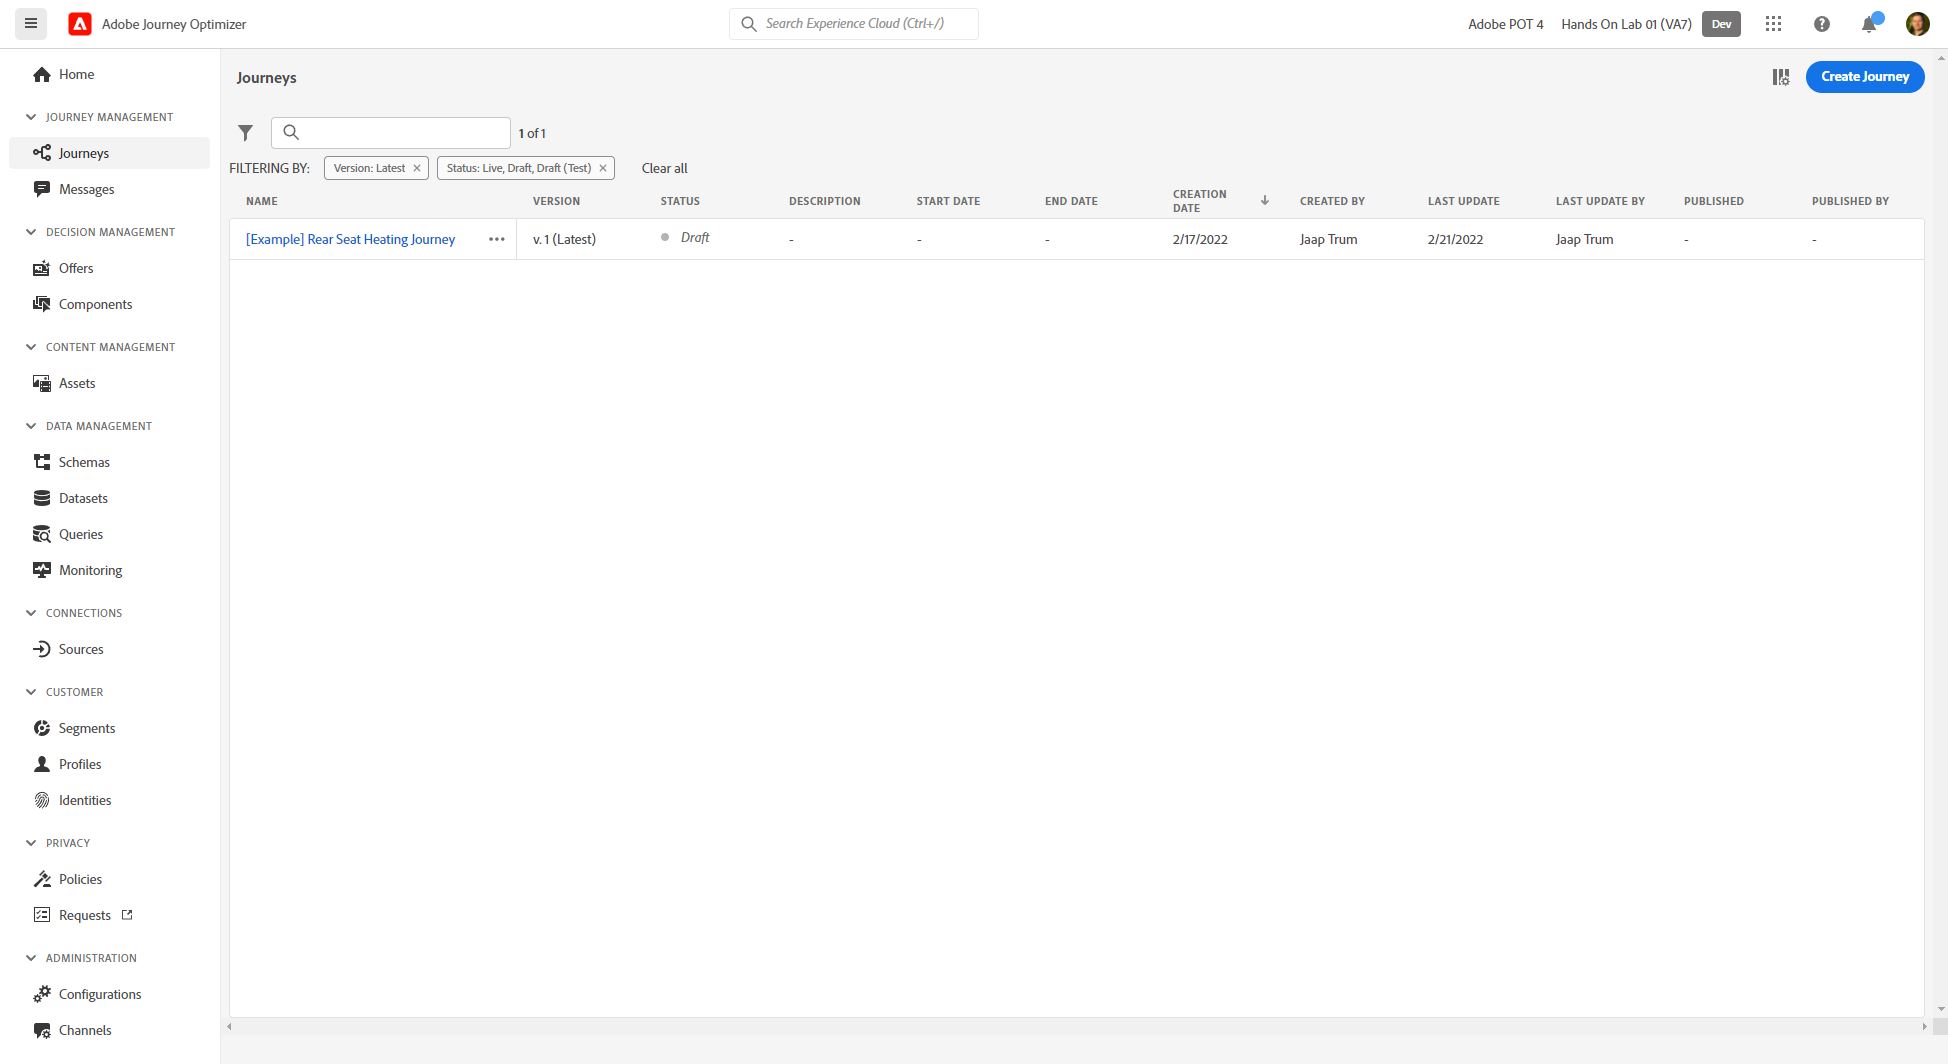 Adobe Journey Optimizer
Search Experience Cloud (Ctrl+/)
Adobe POT 4
Hands On Lab 01 (VA7)
Dev
Home
JOURNEY MANAGEMENT
Journeys
Messages
DECISION MANAGEMENT
Offers
Components
CONTENT MANAGEMENT
Assets
DATA MANAGEMENT
Schemas
Datasets
Queries
Monitoring
CONNECTIONS
Sources
CUSTOMER
Segments
Profiles
Identities
PRIVACY
Policies
Requests
ADMINISTRATION
Configurations
Channels
Journeys
Create Journey
1 of 1
FILTERING BY: Version: Latest Status: Live, Draft, Draft (Test) Clear all
NAME VERSION STATUS DESCRIPTION START DATE END DATE CREATION DATE CREATED BY LAST UPDATE LAST UPDATE BY PUBLISHED PUBLISHED BY
[Example] Rear Seat Heating Journey ••• v. 1 (Latest) Draft - - - 2/17/2022 Jaap Trum 2/21/2022 Jaap Trum - -